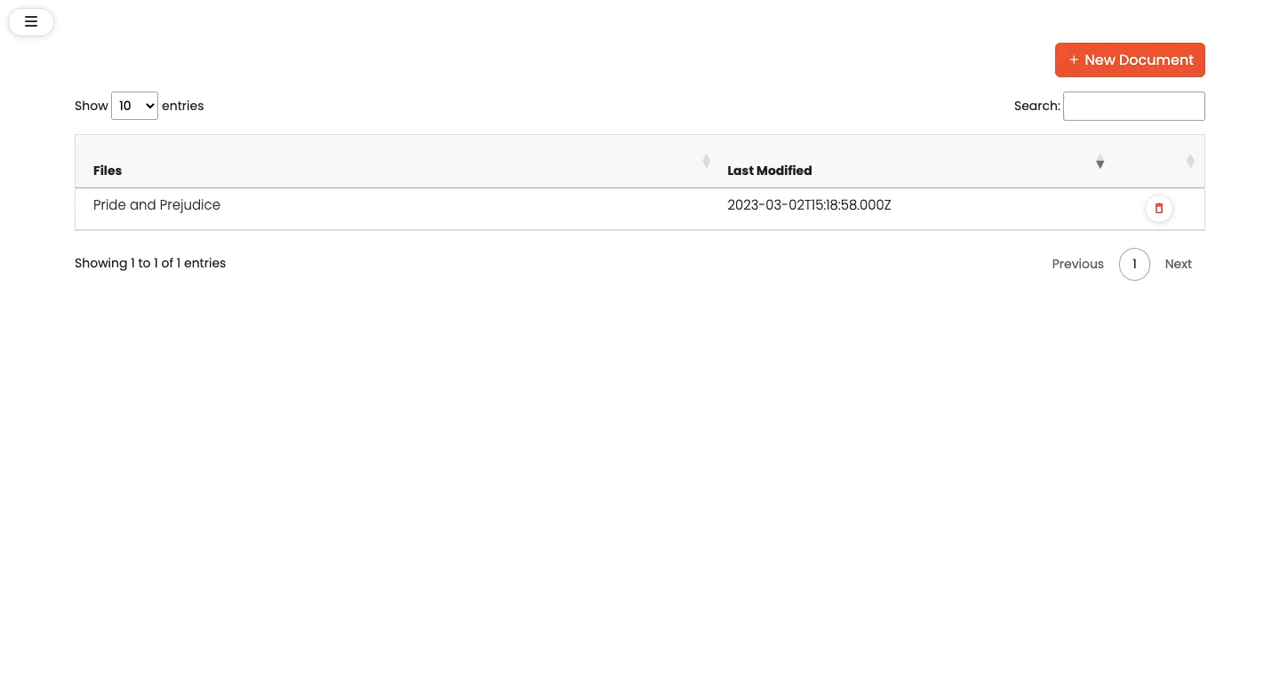 + New Document
Show 10 entries
Search:
Files Last Modified
Pride and Prejudice 2023-03-02T15:18:58.000Z
Showing 1 to 1 of 1 entries
Previous 1 Next